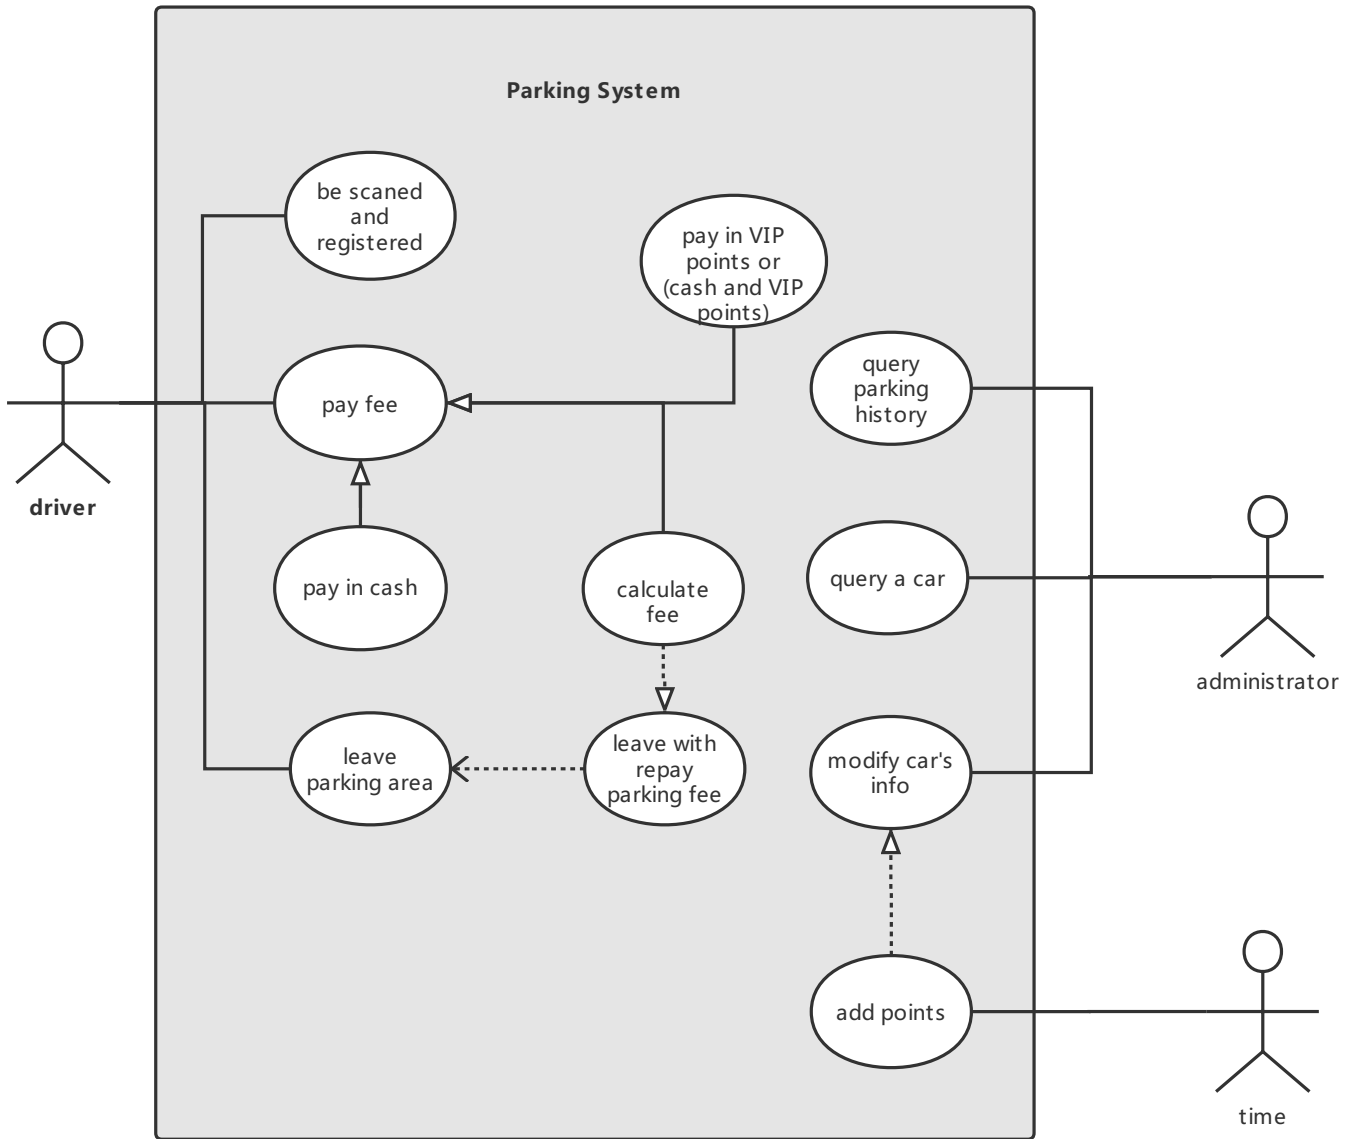 Parking System
be scaned
and
registered
pay in VIP
points or
(cash and VIP
points)
query
parking
history
pay fee
driver
pay in cash
calculate
fee
query a car
administrator
leave
parking area
leave with
repay
parking fee
modify car's
info
add points
time